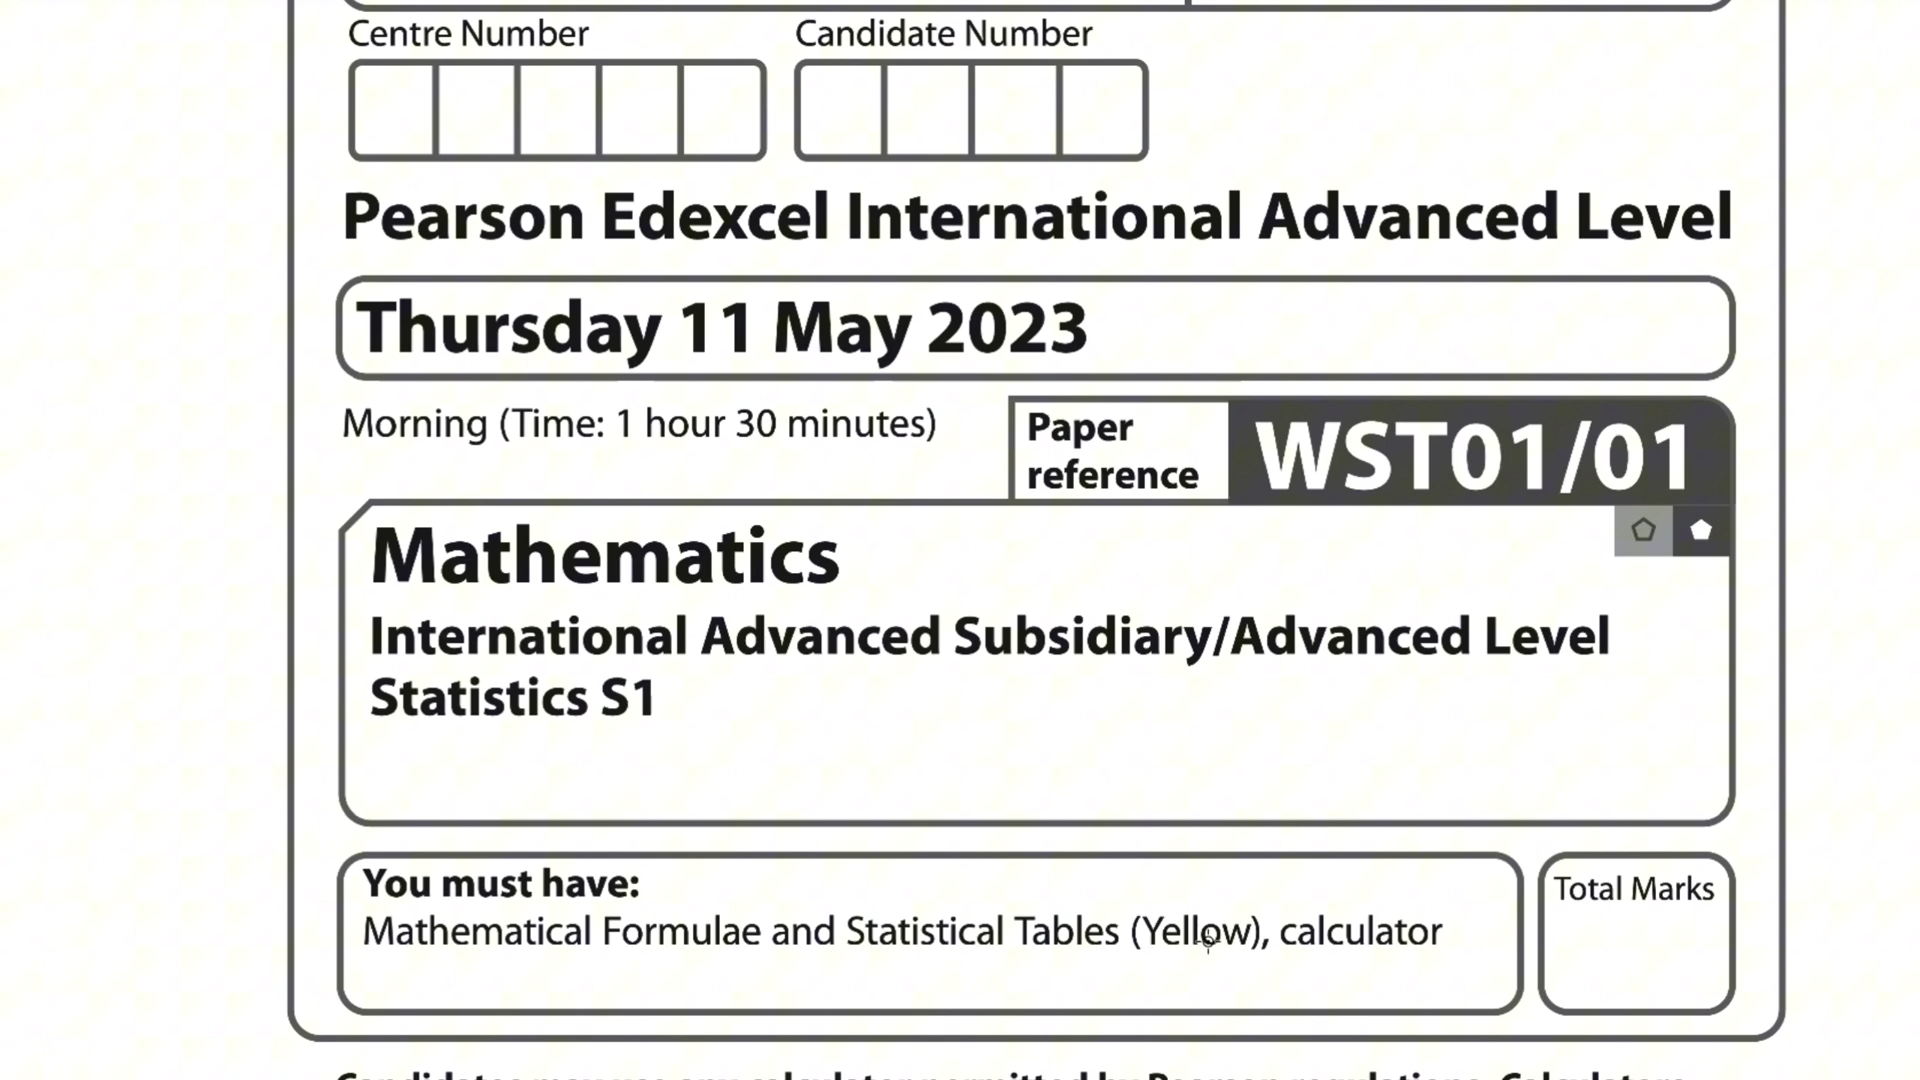 Centre Number
Candidate Number
Pearson Edexcel International Advanced Level
Thursday 11 May 2023
Morning (Time: 1 hour 30 minutes)
Paper reference
WST01/01
Mathematics
International Advanced Subsidiary/Advanced Level
Statistics S1
You must have:
Mathematical Formulae and Statistical Tables (Yellow), calculator
Total Marks